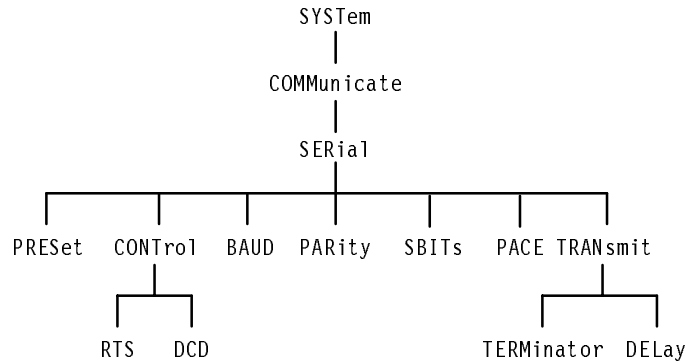 SYSTem
COMMunicate
SERial
PRESet CONTrol BAUD PARity SBITs PACE TRANsmit
RTS DCD TERMinator DELay